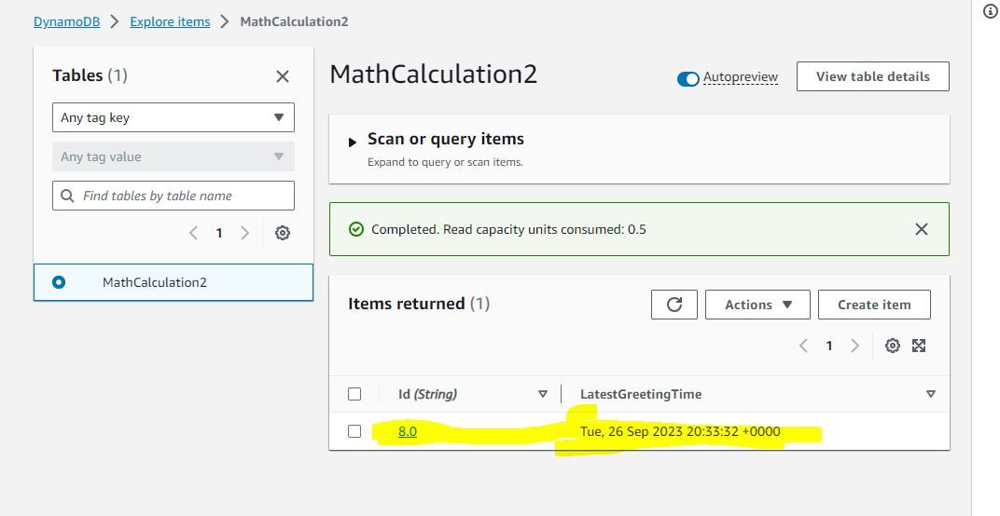 DynamoDB > Explore items > MathCalculation2
Tables (1)
Any tag key
Any tag value
Find tables by table name
1
MathCalculation2
MathCalculation2
Autopreview
View table details
Scan or query items
Expand to query or scan items.
Completed. Read capacity units consumed: 0.5
Items returned (1)
Actions
Create item
1
Id (String) LatestGreetingTime
8.0 Tue, 26 Sep 2023 20:33:32 +0000